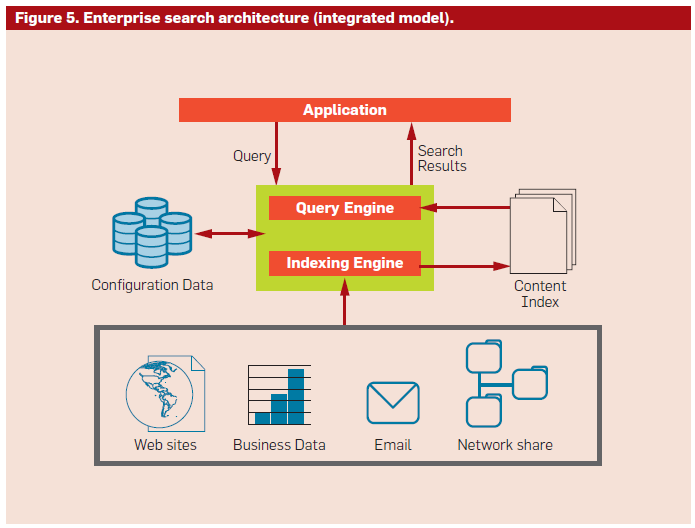 Figure 5. Enterprise search architecture (integrated model).
Application
Query
Search
Results
Query Engine
Indexing Engine
Configuration Data
Content
Index
Web sites
Business Data
Email
Network share